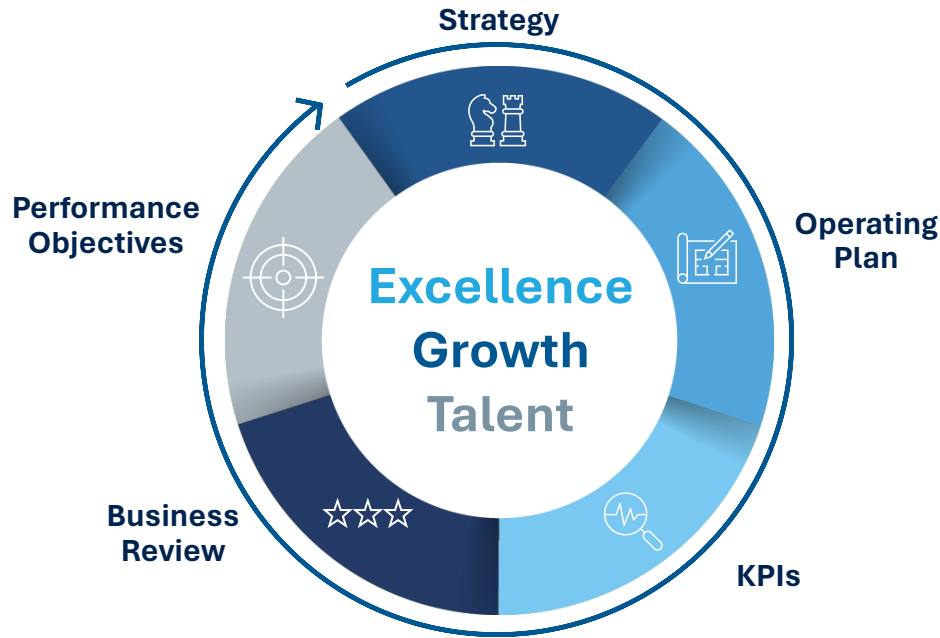 Strategy
Operating
Plan
KPIs
Business
Review
Performance
Objectives
Excellence
Growth
Talent